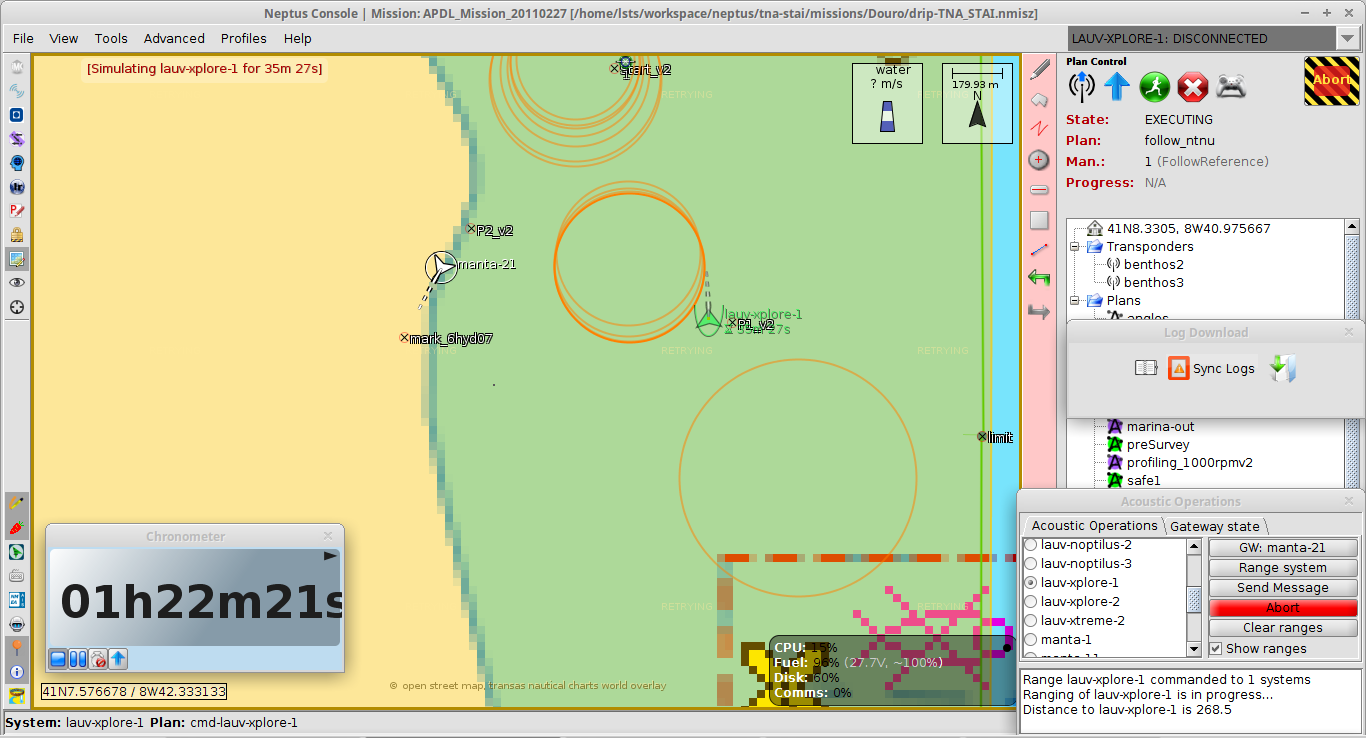 Neptus Console | Mission: APDL_Mission_20110227 [/home/lsts/workspace/neptus/tna-stai/missions/Douro/drip-TNA_STAI.nmisz]
File View Tools Advanced Profiles Help
LAUV-XPLORE-1: DISCONNECTED
[Simulating lauv-xplore-1 for 35m 27s]
start_v2
water
? m/s
179.93 m
N
RETRYING
RETRYING
P2_v2
manta-21
lauv-xplore-1
P1_v2
mark_6hyd07
RETRYING
RETRYING
limit
RETRYING
RETRYING
Plan Control
Abort
State: EXECUTING
Plan: follow_ntnu
Man.: 1 (FollowReference)
Progress: N/A
41N8.3305, 8W40.975667
Transponders
benthos2
benthos3
Plans
angles
Log Download
Sync Logs
marina-out
preSurvey
profiling_1000rpmv2
safe1
Chronometer
01h22m21s
41N7.576678 / 8W42.333133
© open street map, transas nautical charts world overlay
CPU: 15%
Fuel: 96% (27.7V, ~100%)
Disk: 60%
Comms: 0%
Acoustic Operations
Acoustic Operations Gateway state
lauv-noptilus-2
lauv-noptilus-3
lauv-xplore-1
lauv-xplore-2
lauv-xtreme-2
manta-1
GW: manta-21
Range system
Send Message
Abort
Clear ranges
Show ranges
Range lauv-xplore-1 commanded to 1 systems
Ranging of lauv-xplore-1 is in progress...
Distance to lauv-xplore-1 is 268.5
System: lauv-xplore-1 Plan: cmd-lauv-xplore-1